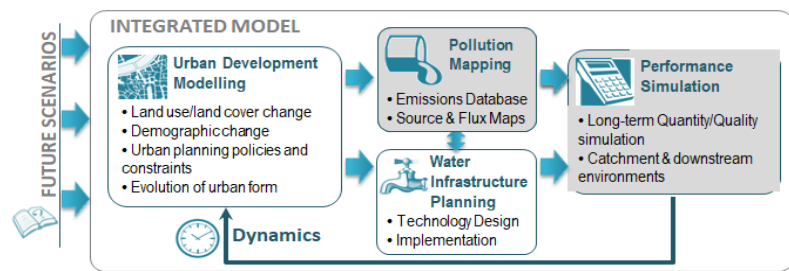 FUTURE SCENARIOS
INTEGRATED MODEL
Urban Development
Modelling
• Land use/land cover change
• Demographic change
• Urban planning policies and
constraints
• Evolution of urban form
Pollution
Mapping
• Emissions Database
• Source & Flux Maps
Water
Infrastructure
Planning
• Technology Design
• Implementation
Performance
Simulation
• Long-term Quantity/Quality
simulation
• Catchment & downstream
environments
Dynamics